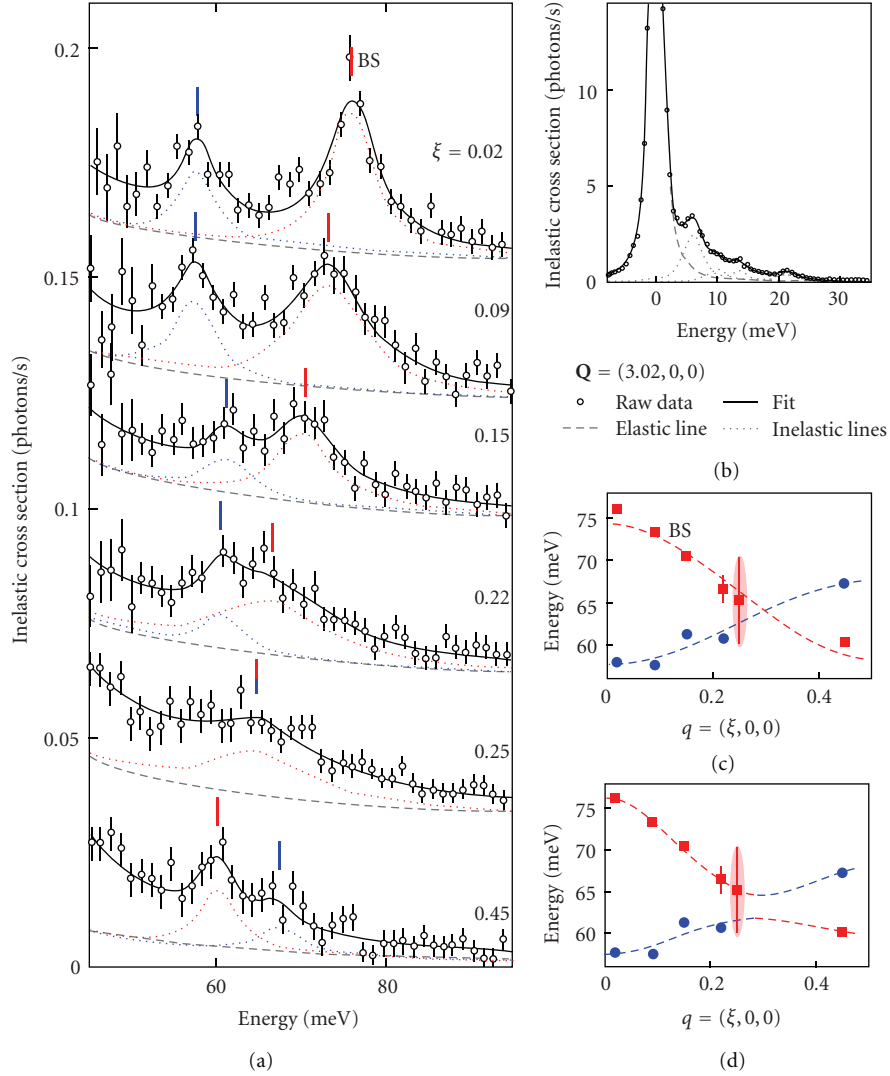 0.2
BS
ξ = 0.02
0.15
0.09
0.15
0.1
0.22
0.25
0.05
0.45
0
60
80
Inelastic cross section (photons/s)
Energy (meV)
(a)
Inelastic cross section (photons/s)
10
5
0
0
10
20
30
Energy (meV)
Q = (3.02, 0, 0)
Raw data
Fit
Elastic line
Inelastic lines
(b)
75
70
65
60
Energy (meV)
BS
0
0.2
0.4
q = (ξ, 0, 0)
(c)
75
70
65
60
Energy (meV)
0
0.2
0.4
q = (ξ, 0, 0)
(d)